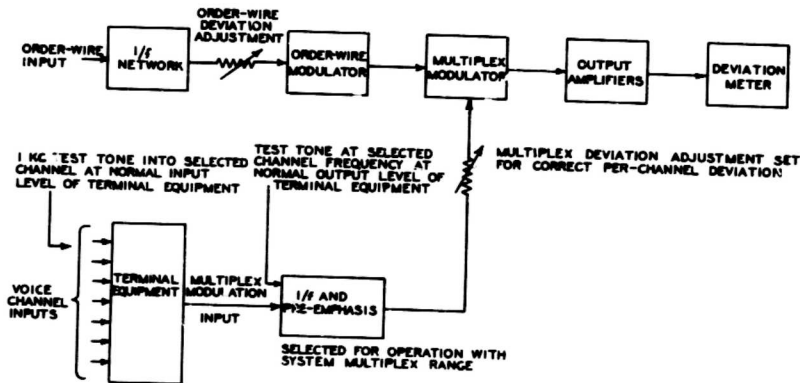 ORDER-WIRE
DEVIATION
ADJUSTMENT
ORDER-WIRE
INPUT
1/f
NETWORK
ORDER-WIRE
MODULATOR
MULTIPLEX
MODULATOR
OUTPUT
AMPLIFIERS
DEVIATION
METER
1 KC TEST TONE INTO SELECTED
CHANNEL AT NORMAL INPUT
LEVEL OF TERMINAL EQUIPMENT
TEST TONE AT SELECTED
CHANNEL FREQUENCY AT
NORMAL OUTPUT LEVEL OF
TERMINAL EQUIPMENT
MULTIPLEX DEVIATION ADJUSTMENT SET
FOR CORRECT PER-CHANNEL DEVIATION
VOICE
CHANNEL
INPUTS
TERMINAL
EQUIPMENT
MULTIPLEX
MODULATION
INPUT
1/f AND
PRE-EMPHASIS
SELECTED FOR OPERATION WITH
SYSTEM MULTIPLEX RANGE